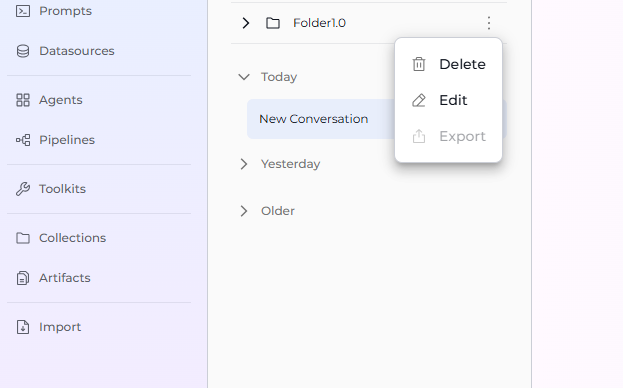 Prompts
Datasources
Agents
Pipelines
Toolkits
Collections
Artifacts
Import
Folder1.0
Today
New Conversation
Yesterday
Older
Delete
Edit
Export